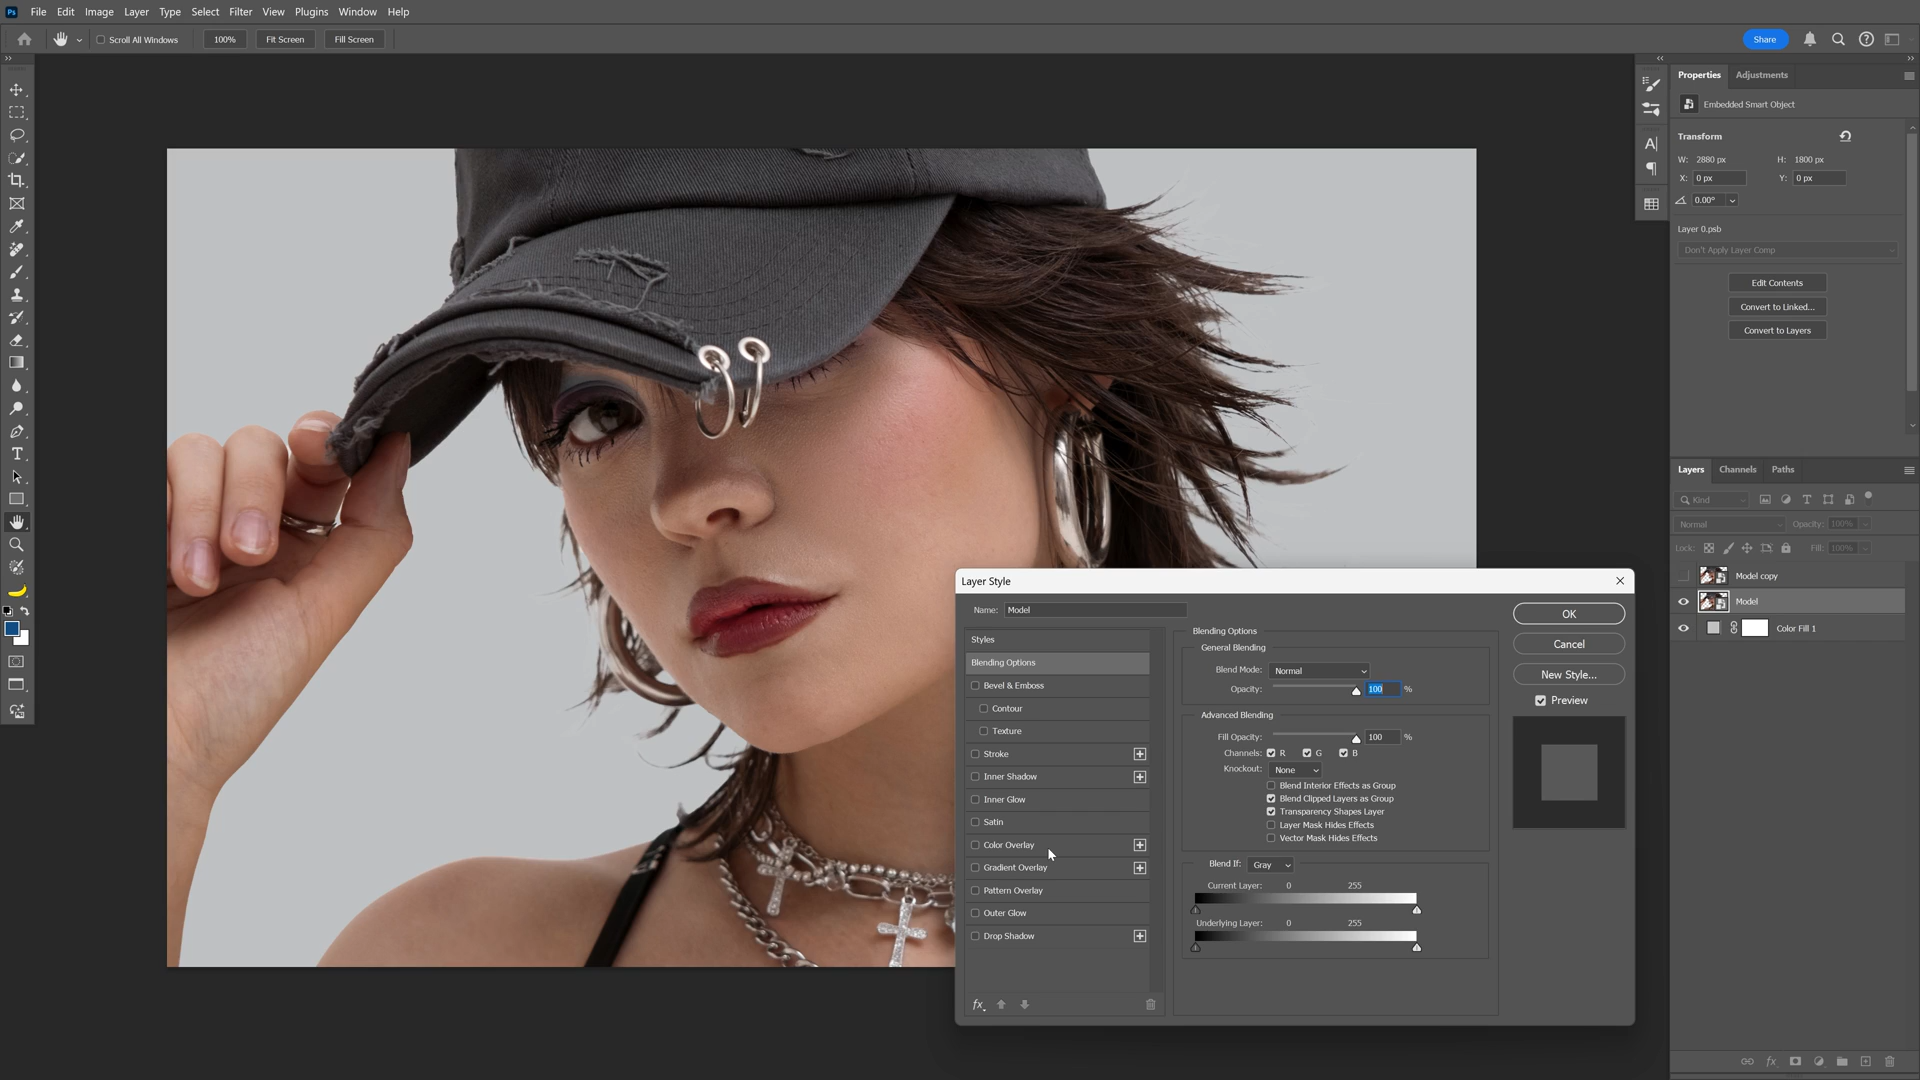 Ps File Edit Image Layer Type Select Filter View Plugins Window Help
Scroll All Windows 100% Fit Screen Fill Screen
Share
Properties Adjustments
Embedded Smart Object
Transform
W: 2880 px H: 1800 px
X: 0 px Y: 0 px
0.00°
Layer 0.psb
Don't Apply Layer Comp
Edit Contents
Convert to Linked...
Convert to Layers
Layers Channels Paths
Kind
Normal Opacity: 100%
Lock: Fill: 100%
Model copy
Model
Color Fill 1
Layer Style
Name: Model
Styles
Blending Options
Bevel & Emboss
Contour
Texture
Stroke
Inner Shadow
Inner Glow
Satin
Color Overlay
Gradient Overlay
Pattern Overlay
Outer Glow
Drop Shadow
fx
Blending Options
General Blending
Blend Mode: Normal
Opacity: 100 %
Advanced Blending
Fill Opacity: 100 %
Channels: R G B
Knockout: None
Blend Interior Effects as Group
Blend Clipped Layers as Group
Transparency Shapes Layer
Layer Mask Hides Effects
Vector Mask Hides Effects
Blend If: Gray
Current Layer: 0 255
Underlying Layer: 0 255
OK
Cancel
New Style...
Preview
fx